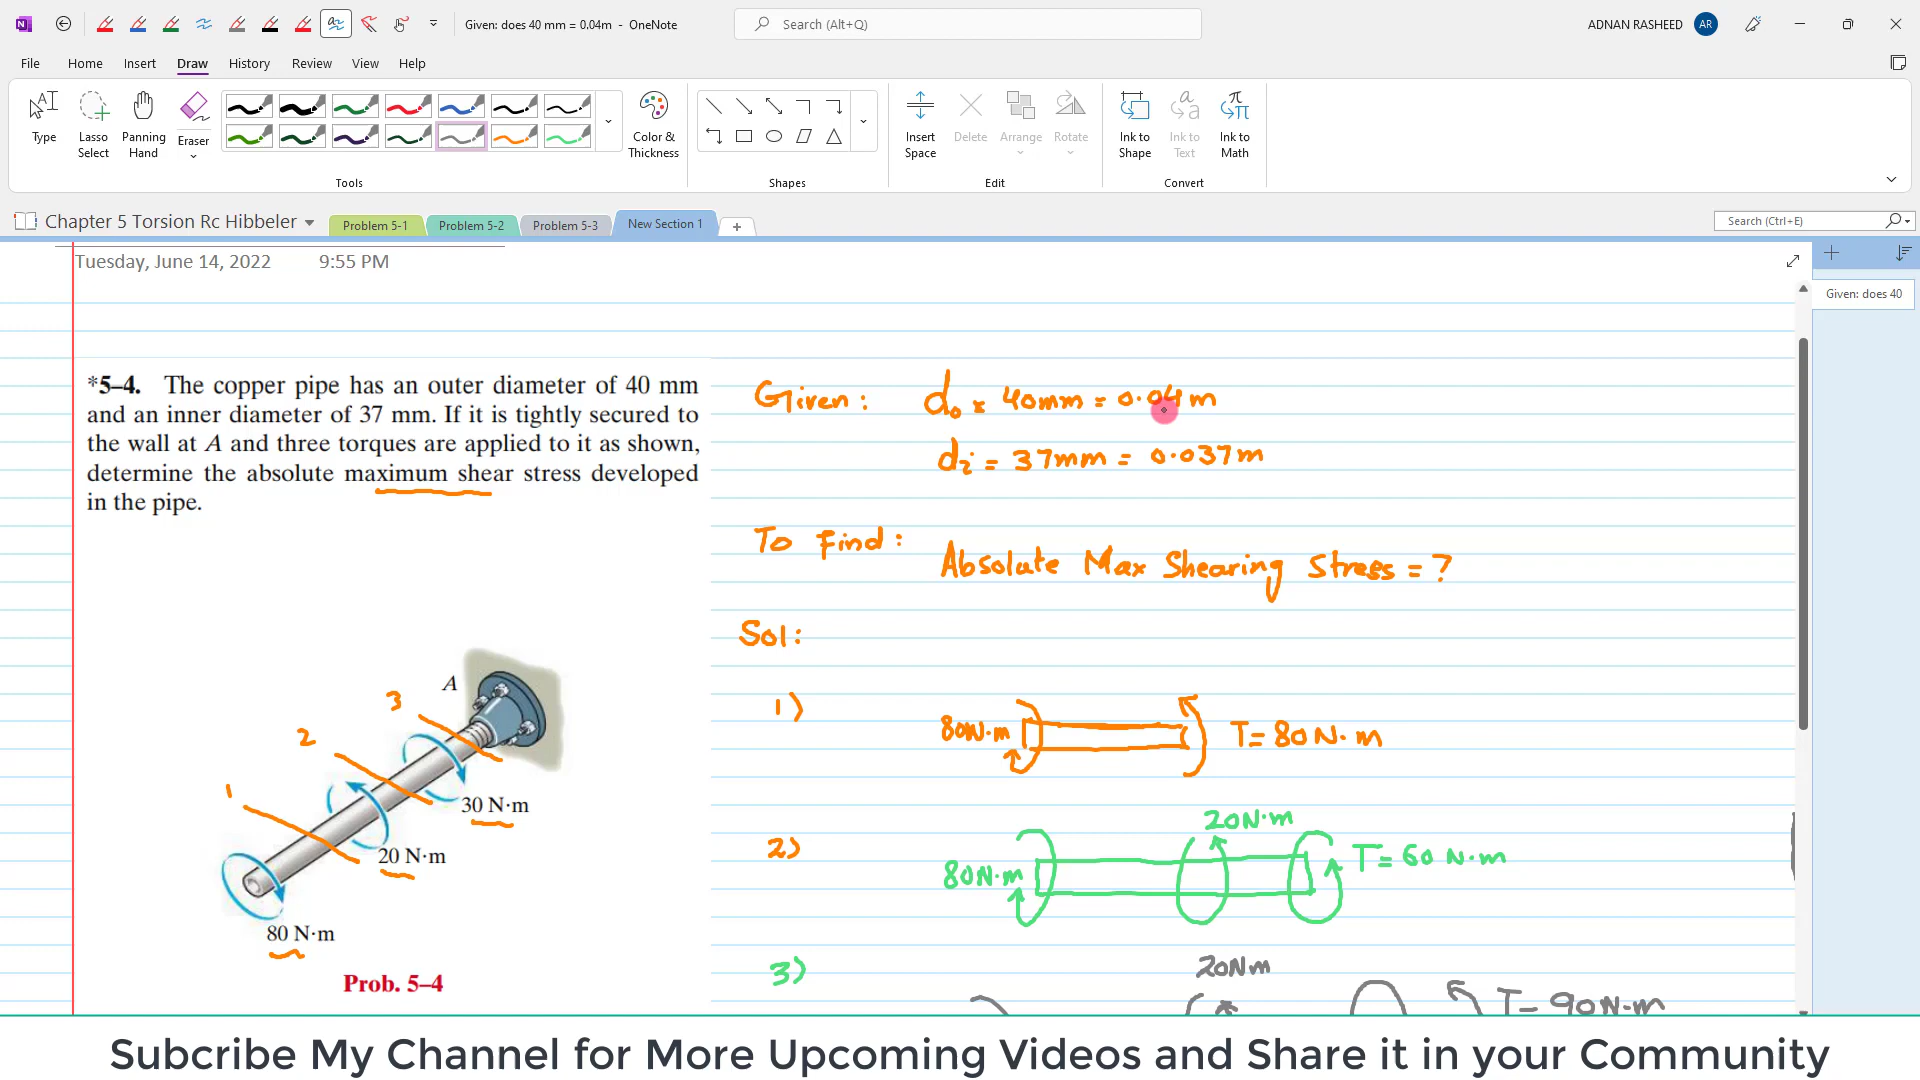 Given: does 40 mm = 0.04m - OneNote
Search (Alt+Q)
ADNAN RASHEED
AR
File Home Insert Draw History Review View Help
Type
Lasso Select
Panning Hand
Eraser
Color & Thickness
Insert Space
Delete
Arrange
Rotate
Ink to Shape
Ink to Text
Ink to Math
Tools
Shapes
Edit
Convert
Chapter 5 Torsion Rc Hibbeler
Problem 5-1
Problem 5-2
Problem 5-3
New Section 1
Search (Ctrl+E)
Tuesday, June 14, 2022 9:55 PM
Given: does 40
*5–4. The copper pipe has an outer diameter of 40 mm
and an inner diameter of 37 mm. If it is tightly secured to
the wall at A and three torques are applied to it as shown,
determine the absolute maximum shear stress developed
in the pipe.
A
3
2
1
30 N·m
20 N·m
80 N·m
Prob. 5–4
Given: do = 40mm = 0.04m
di = 37mm = 0.037m
To Find:
Absolute Max Shearing Stress = ?
Sol:
1)
80N·m
T= 80 N·m
2)
20N·m
80N·m
T= 60 N·m
3)
20Nm
T= 90N·m
Subcribe My Channel for More Upcoming Videos and Share it in your Community